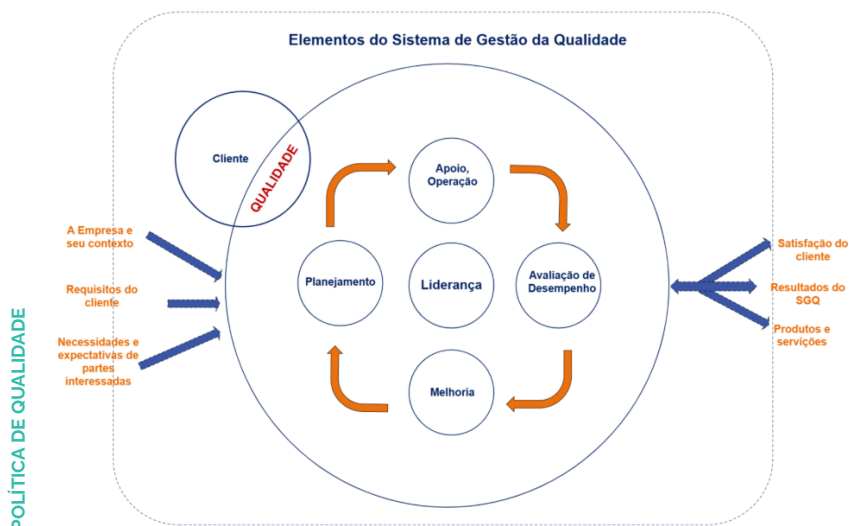 Elementos do Sistema de Gestão da Qualidade
Cliente
QUALIDADE
A Empresa e
seu contexto
Requisitos do
cliente
Necessidades e
expectativas de
partes
interessadas
Apoio,
Operação
Planejamento
Liderança
Avaliação de
Desempenho
Melhoria
Satisfação do
cliente
Resultados do
SGQ
Produtos e
servições
POLÍTICA DE QUALIDADE